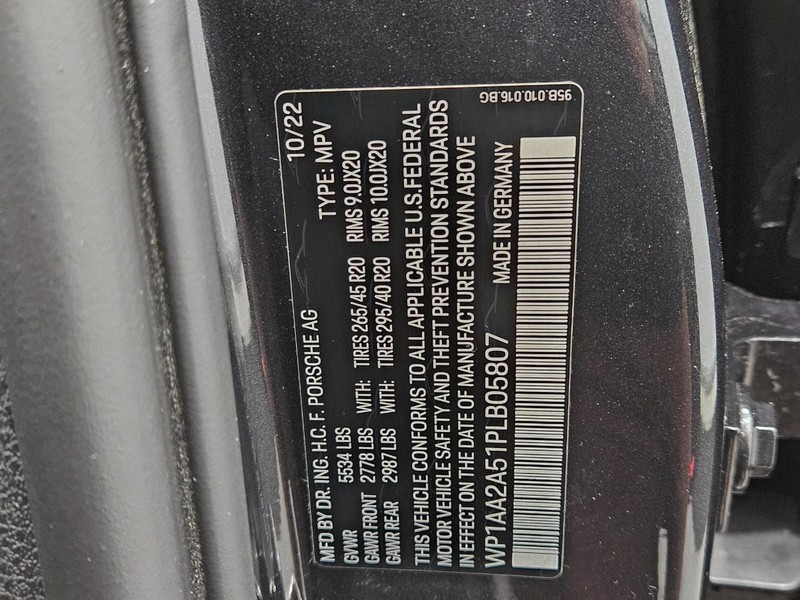 10/22
MFD BY DR. ING. H.C. F. PORSCHE AG TYPE: MPV
GVWR 5534 LBS
GAWR FRONT 2778 LBS WITH: TIRES 265/45 R20 RIMS 9.0JX20
GAWR REAR 2987 LBS WITH: TIRES 295/40 R20 RIMS 10.0JX20
THIS VEHICLE CONFORMS TO ALL APPLICABLE U.S. FEDERAL
MOTOR VEHICLE SAFETY AND THEFT PREVENTION STANDARDS
IN EFFECT ON THE DATE OF MANUFACTURE SHOWN ABOVE
WP1AA2A51PLB05807 MADE IN GERMANY
95B.010.016.BG